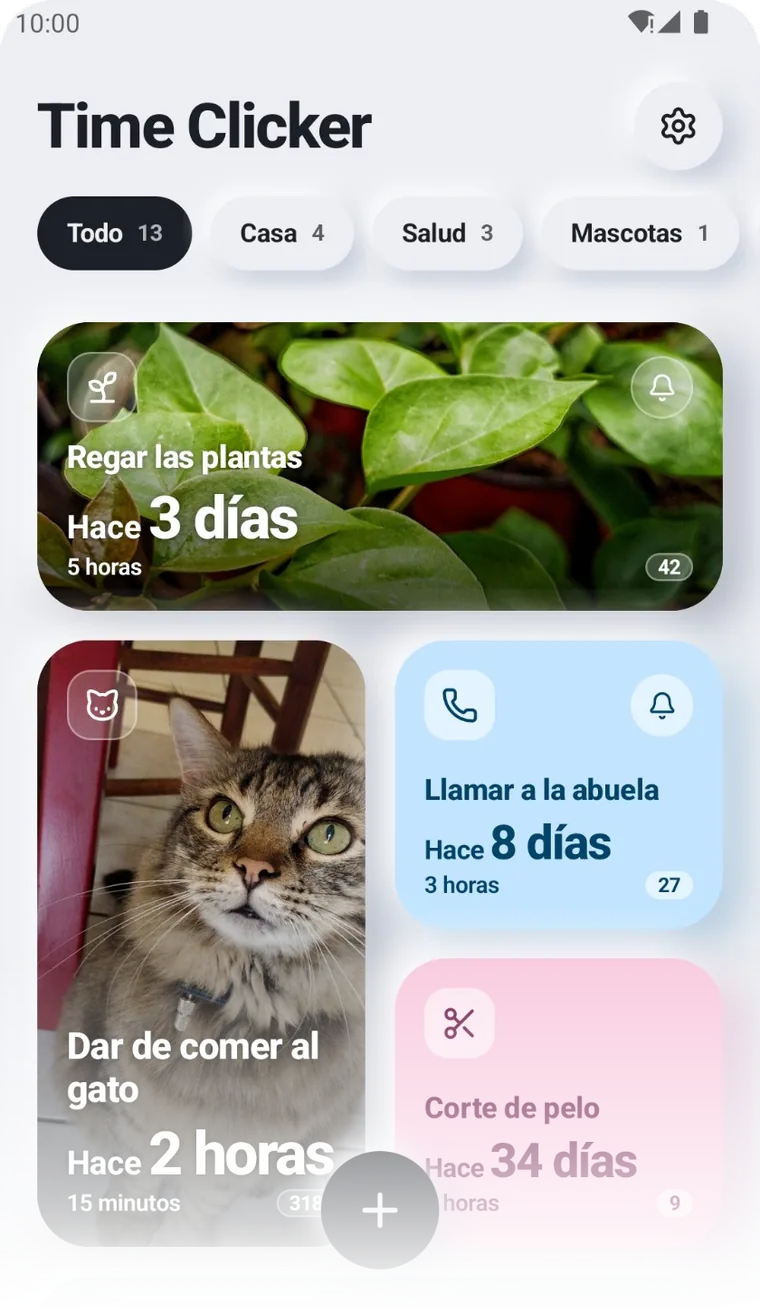 10:00
Time Clicker
Todo 13
Casa 4
Salud 3
Mascotas 1
Regar las plantas
Hace 3 días
5 horas
42
Dar de comer al
gato
Hace 2 horas
15 minutos
318
Llamar a la abuela
Hace 8 días
3 horas
27
Corte de pelo
Hace 34 días
horas
9